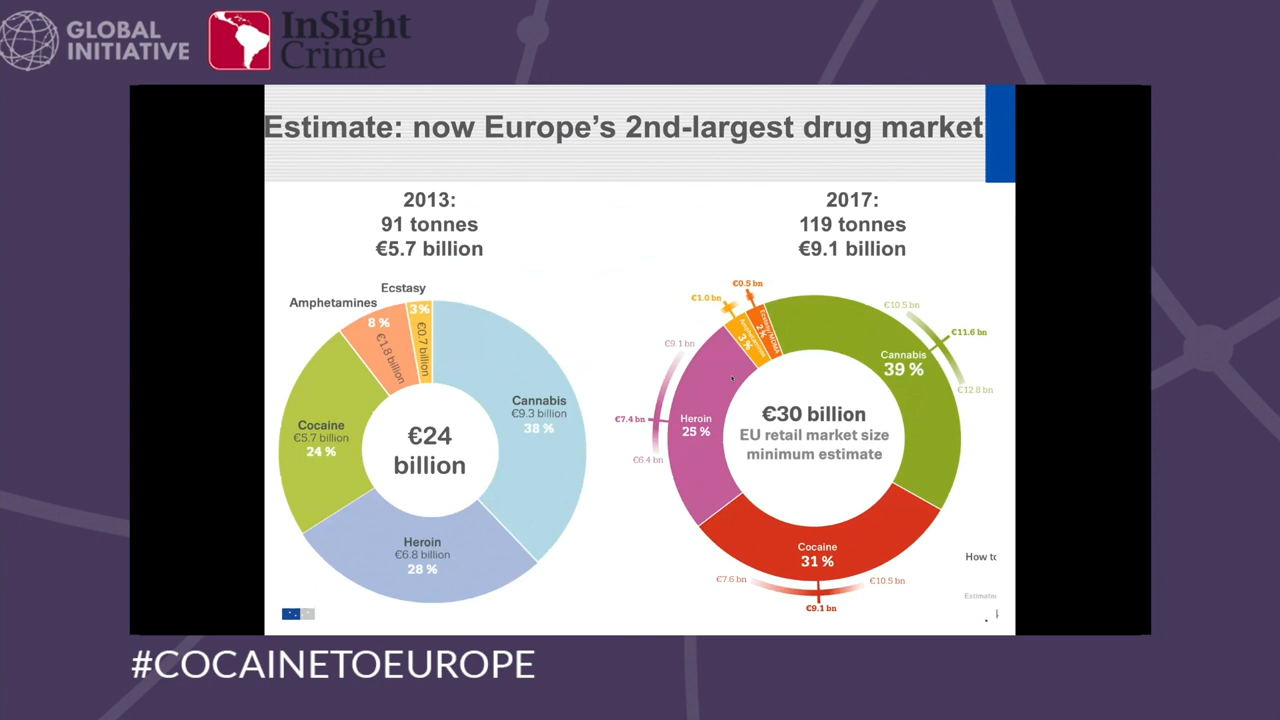 GLOBAL
INITIATIVE
InSight
Crime
Estimate: now Europe's 2nd-largest drug market
2013:
91 tonnes
€5.7 billion
Ecstasy
Amphetamines
3%
€0.7 billion
8 %
€1.8 billion
Cannabis
€9.3 billion
38 %
Cocaine
€5.7 billion
24 %
€24
billion
Heroin
€6.8 billion
28 %
2017:
119 tonnes
€9.1 billion
€0.5 bn
€1.0 bn
Ecstasy/MDMA
2 %
Amphetamines
3 %
€10.5 bn
€11.6 bn
€12.8 bn
Cannabis
39 %
€9.1 bn
€7.4 bn
€6.4 bn
Heroin
25 %
€30 billion
EU retail market size
minimum estimate
Cocaine
31 %
€7.6 bn
€10.5 bn
€9.1 bn
How to
#COCAINETOEUROPE